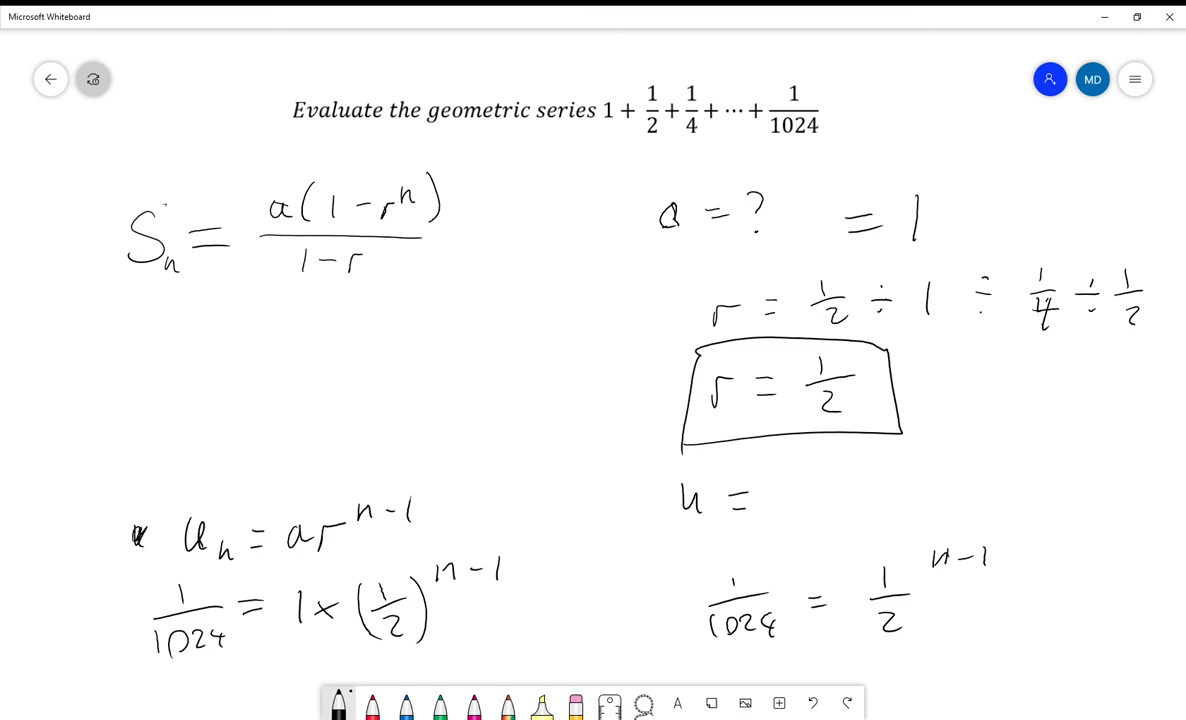 Microsoft Whiteboard
MD
Evaluate the geometric series 1 + 1/2 + 1/4 + ⋯ + 1/1024
Sₙ = a(1 − rⁿ) / 1 − r
a = ? = 1
r = 1/2 ÷ 1 = 1/4 ÷ 1/2
r = 1/2
n =
uₙ = arⁿ⁻¹
1/1024 = 1 × (1/2)ⁿ⁻¹
1/1024 = 1/2 ⁿ⁻¹
A